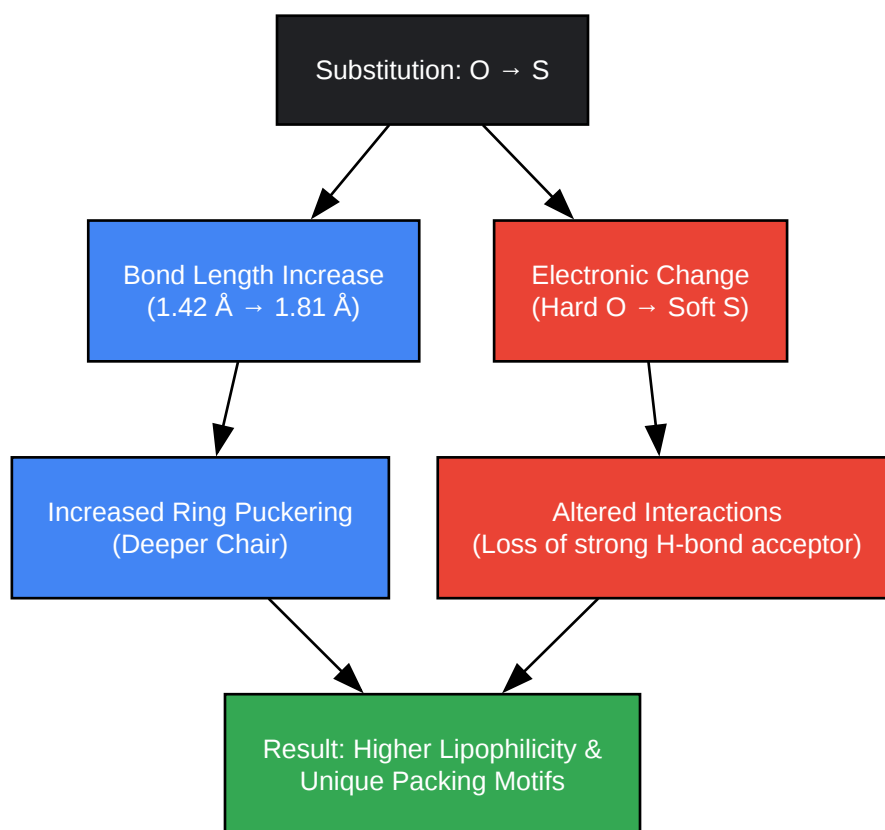 Substitution: O → S
Bond Length Increase
(1.42 Å → 1.81 Å)
Electronic Change
(Hard O → Soft S)
Increased Ring Puckering
(Deeper Chair)
Altered Interactions
(Loss of strong H-bond acceptor)
Result: Higher Lipophilicity &
Unique Packing Motifs